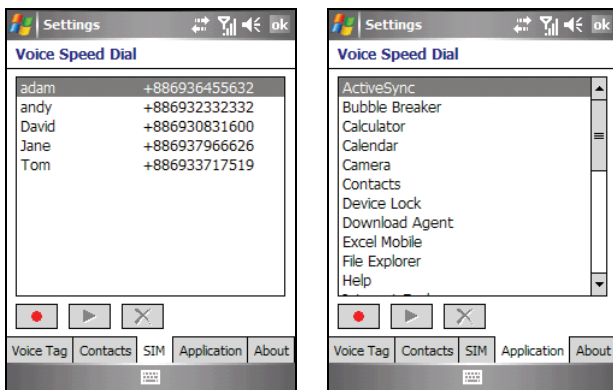 Settings ok
Voice Speed Dial
adam +886936455632
andy +886932332332
David +886930831600
Jane +886937966626
Tom +886933717519
Voice Tag Contacts SIM Application About
Settings ok
Voice Speed Dial
ActiveSync
Bubble Breaker
Calculator
Calendar
Camera
Contacts
Device Lock
Download Agent
Excel Mobile
File Explorer
Help
Voice Tag Contacts SIM Application About